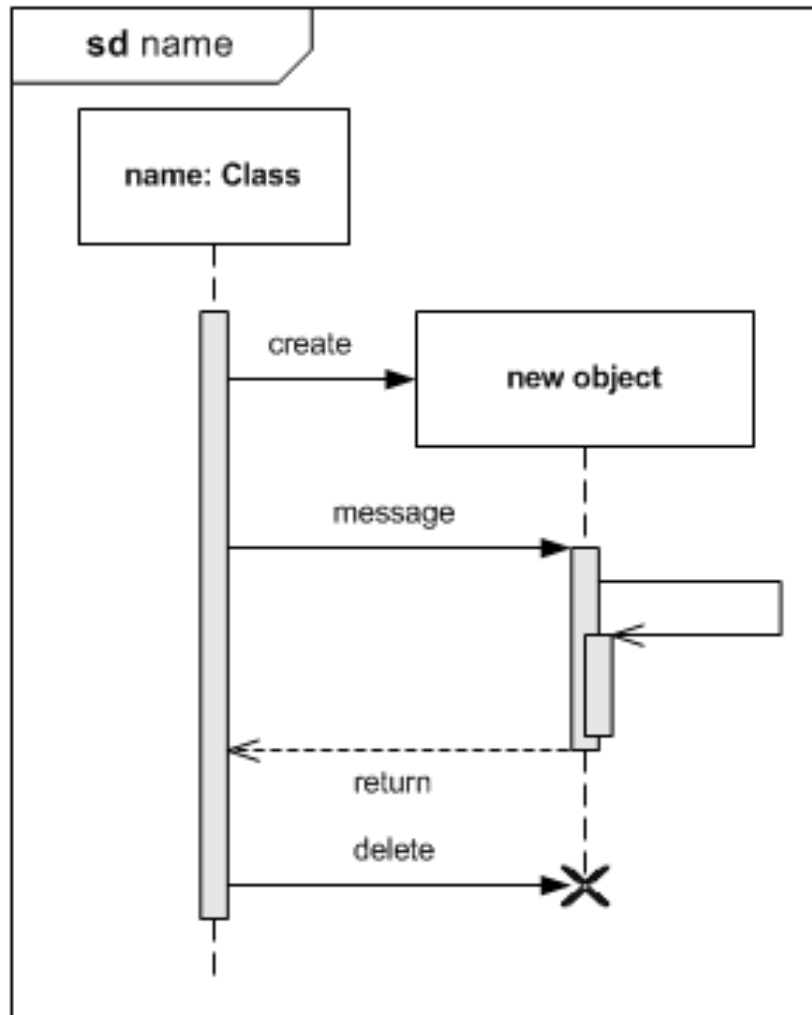 sd name
name: Class
create
new object
message
return
delete